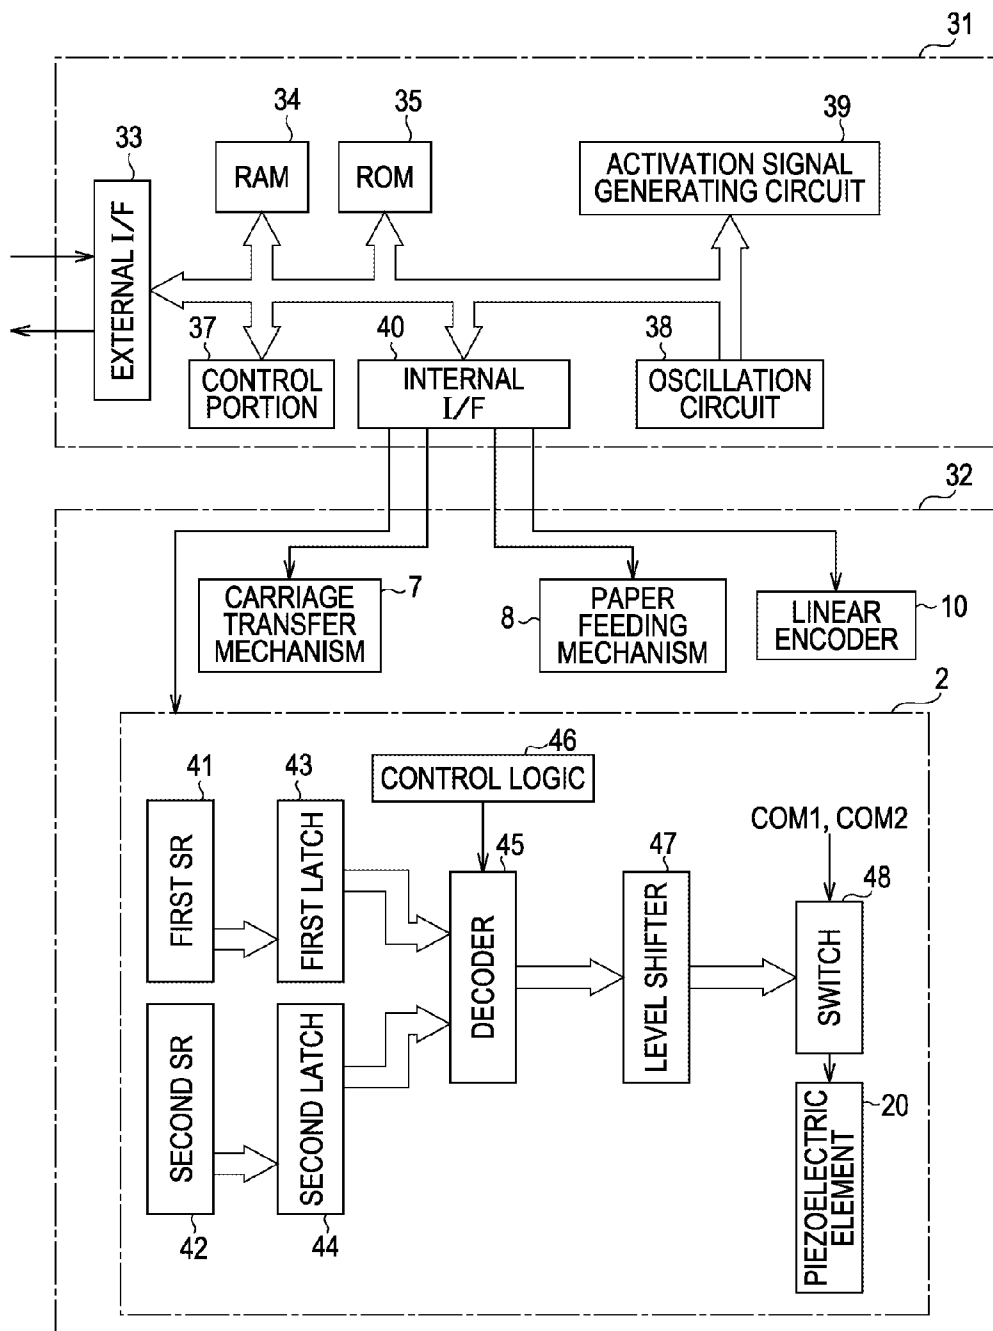 31
34
35
39
33
RAM
ROM
ACTIVATION SIGNAL
GENERATING CIRCUIT
EXTERNAL I/F
37
40
38
CONTROL
PORTION
INTERNAL
I/F
OSCILLATION
CIRCUIT
32
CARRIAGE
TRANSFER
MECHANISM
7
8
PAPER
FEEDING
MECHANISM
LINEAR
ENCODER
10
2
46
CONTROL LOGIC
41
43
45
47
COM1, COM2
48
FIRST SR
FIRST LATCH
DECODER
LEVEL SHIFTER
SWITCH
SECOND SR
SECOND LATCH
20
PIEZOELECTRIC
ELEMENT
42
44